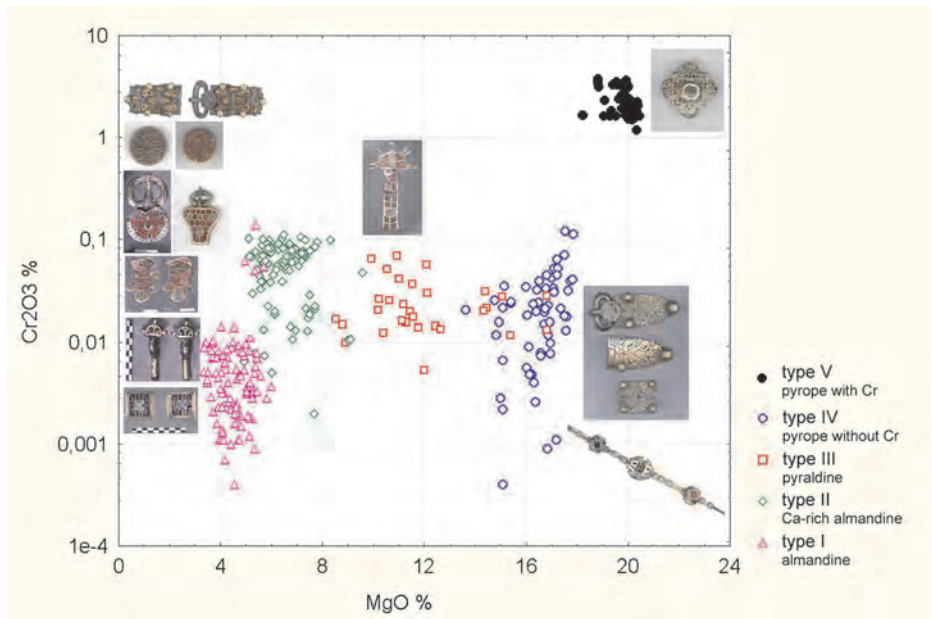 10
1
0,1
0,01
0,001
1e-4
Cr2O3 %
0
4
8
12
16
20
24
MgO %
type V
pyrope with Cr
type IV
pyrope without Cr
type III
pyraldine
type II
Ca-rich almandine
type I
almandine